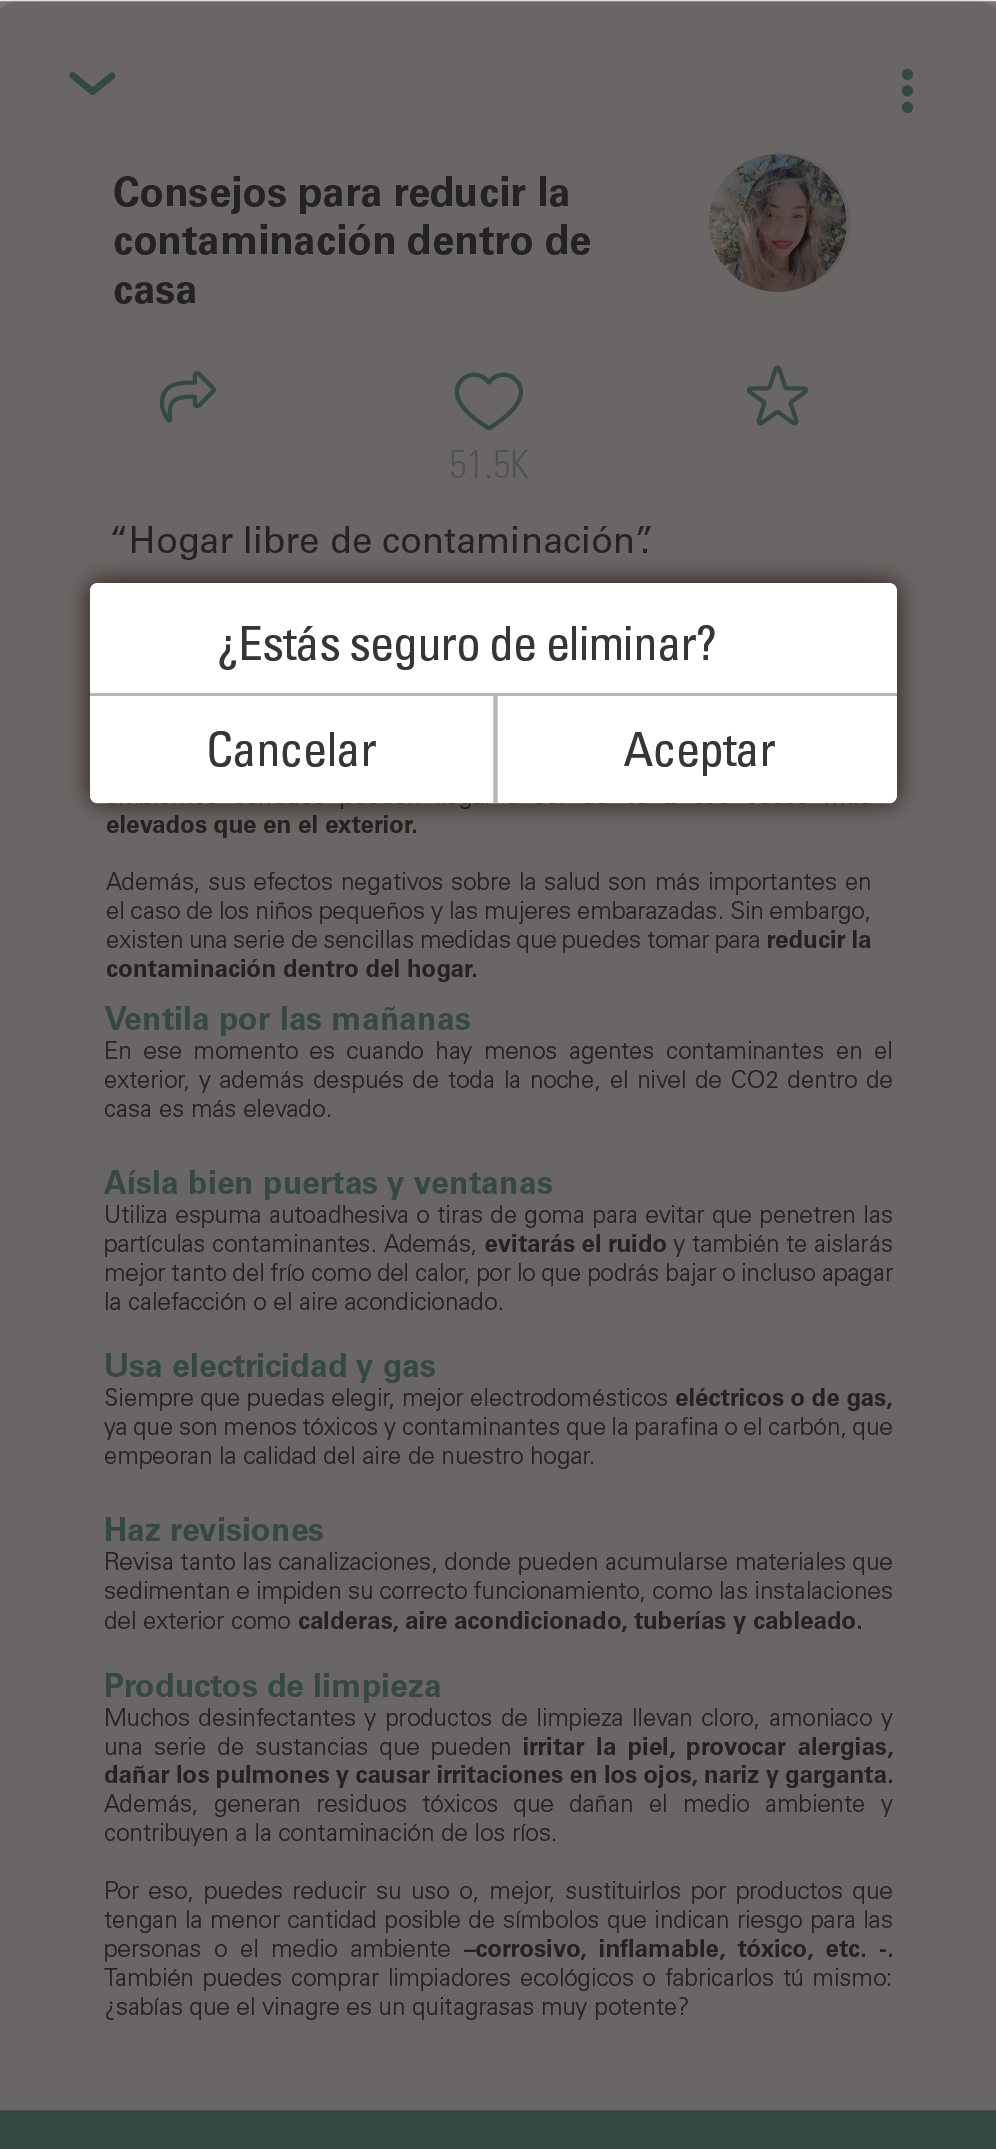 Consejos para reducir la
contaminación dentro de
casa
51.5K
“Hogar libre de contaminación”.
¿Estás seguro de eliminar?
Cancelar
Aceptar
elevados que en el exterior.
Además, sus efectos negativos sobre la salud son más importantes en
el caso de los niños pequeños y las mujeres embarazadas. Sin embargo,
existen una serie de sencillas medidas que puedes tomar para reducir la
contaminación dentro del hogar.
Ventila por las mañanas
En ese momento es cuando hay menos agentes contaminantes en el
exterior, y además después de toda la noche, el nivel de CO2 dentro de
casa es más elevado.
Aísla bien puertas y ventanas
Utiliza espuma autoadhesiva o tiras de goma para evitar que penetren las
partículas contaminantes. Además, evitarás el ruido y también te aislarás
mejor tanto del frío como del calor, por lo que podrás bajar o incluso apagar
la calefacción o el aire acondicionado.
Usa electricidad y gas
Siempre que puedas elegir, mejor electrodomésticos eléctricos o de gas,
ya que son menos tóxicos y contaminantes que la parafina o el carbón, que
empeoran la calidad del aire de nuestro hogar.
Haz revisiones
Revisa tanto las canalizaciones, donde pueden acumularse materiales que
sedimentan e impiden su correcto funcionamiento, como las instalaciones
del exterior como calderas, aire acondicionado, tuberías y cableado.
Productos de limpieza
Muchos desinfectantes y productos de limpieza llevan cloro, amoniaco y
una serie de sustancias que pueden irritar la piel, provocar alergias,
dañar los pulmones y causar irritaciones en los ojos, nariz y garganta.
Además, generan residuos tóxicos que dañan el medio ambiente y
contribuyen a la contaminación de los ríos.
Por eso, puedes reducir su uso o, mejor, sustituirlos por productos que
tengan la menor cantidad posible de símbolos que indican riesgo para las
personas o el medio ambiente –corrosivo, inflamable, tóxico, etc. -.
También puedes comprar limpiadores ecológicos o fabricarlos tú mismo:
¿sabías que el vinagre es un quitagrasas muy potente?